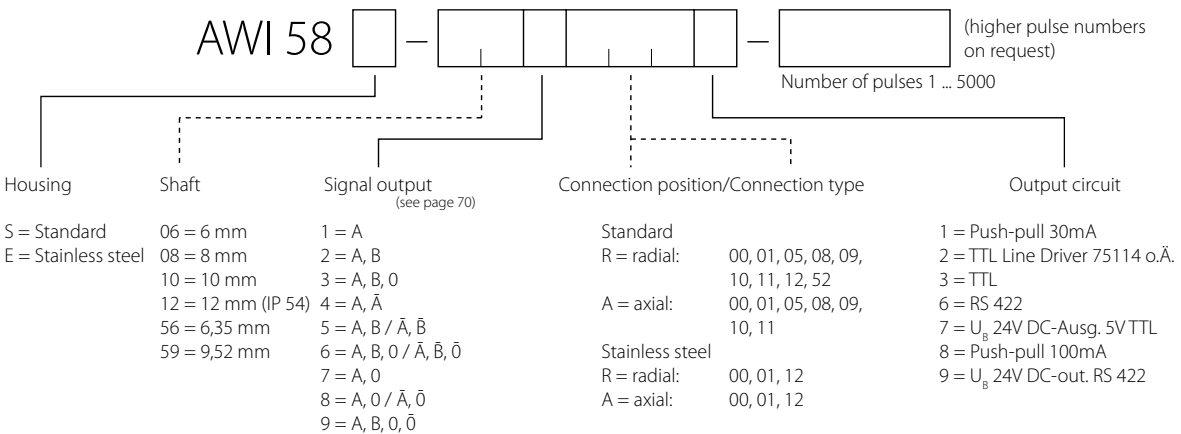 AWI 58 – –
(higher pulse numbers
on request)
Number of pulses 1 ... 5000
Housing
S = Standard
E = Stainless steel
Shaft
06 = 6 mm
08 = 8 mm
10 = 10 mm
12 = 12 mm (IP 54)
56 = 6,35 mm
59 = 9,52 mm
Signal output
(see page 70)
1 = A
2 = A, B
3 = A, B, 0
4 = A, Ā
5 = A, B / Ā, B̄
6 = A, B, 0 / Ā, B̄, 0̄
7 = A, 0
8 = A, 0 / Ā, 0̄
9 = A, B, 0, 0̄
Connection position/Connection type
Standard
R = radial: 00, 01, 05, 08, 09,
10, 11, 12, 52
A = axial: 00, 01, 05, 08, 09,
10, 11
Stainless steel
R = radial: 00, 01, 12
A = axial: 00, 01, 12
Output circuit
1 = Push-pull 30mA
2 = TTL Line Driver 75114 o.Ä.
3 = TTL
6 = RS 422
7 = U_B 24V DC-Ausg. 5V TTL
8 = Push-pull 100mA
9 = U_B 24V DC-out. RS 422